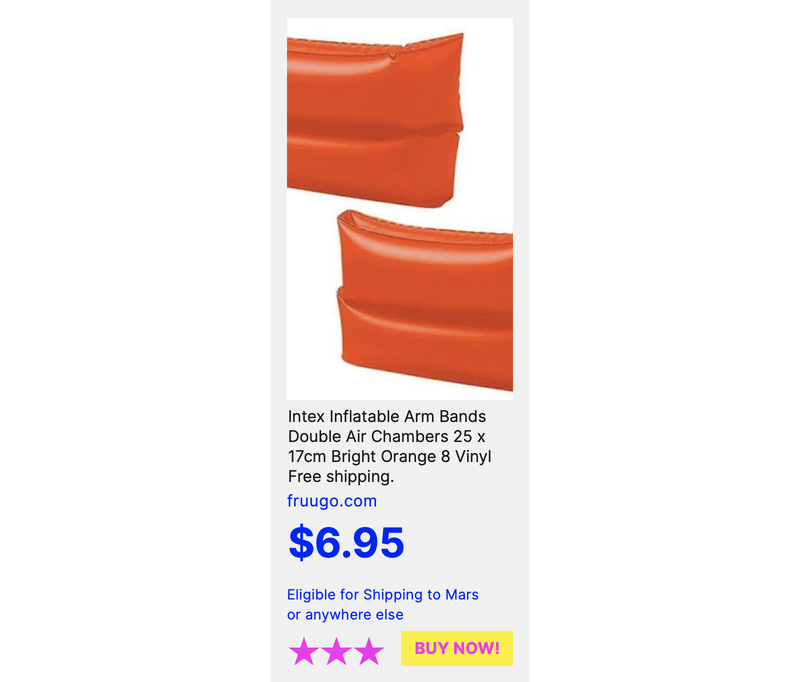 Intex Inflatable Arm Bands
Double Air Chambers 25 x
17cm Bright Orange 8 Vinyl
Free shipping.
fruugo.com
$6.95
Eligible for Shipping to Mars
or anywhere else
BUY NOW!